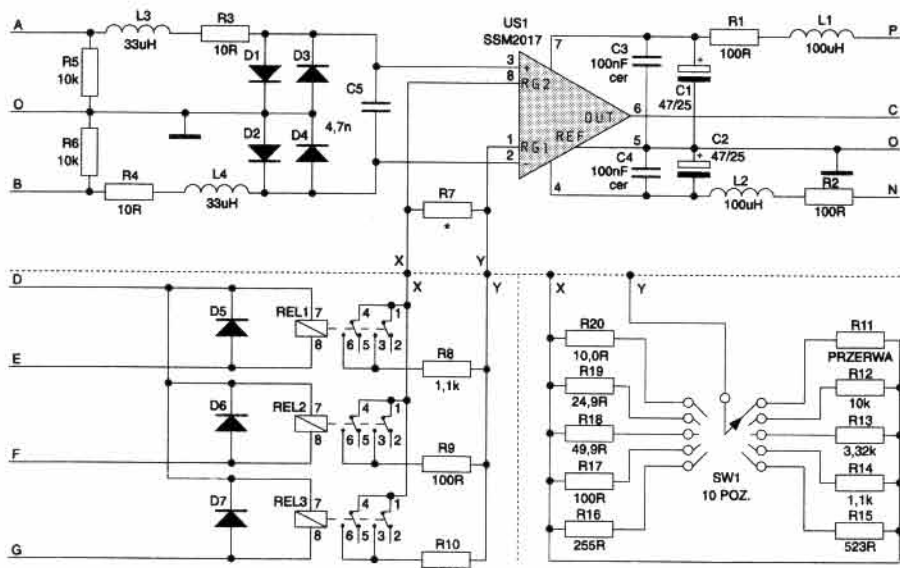 A L3 33uH R3 10R
R5 10k
D1 D3
C5 4,7n
O
R6 10k
D2 D4
B R4 10R L4 33uH
US1
SSM2017
7
3 +
8 RG2
OUT 6
REF 5
1 RG1
2 -
4
C3 100nF cer
C1 47/25 +
R1 100R
L1 100uH
P
C
O
C2 47/25 +
C4 100nF cer
L2 100uH
R2 100R
N
R7
*
X Y
X Y
D
D5 REL1 7 8
4 1
6 5 3 2
R8
1,1k
E
D6 REL2 7 8
4 1
6 5 3 2
R9
100R
F
D7 REL3 7 8
4 1
6 5 3 2
R10
G
X Y
R20
10,0R
R19
24,9R
R18
49,9R
R17
100R
R16
255R
SW1
10 POZ.
R11
PRZERWA
R12
10k
R13
3,32k
R14
1,1k
R15
523R